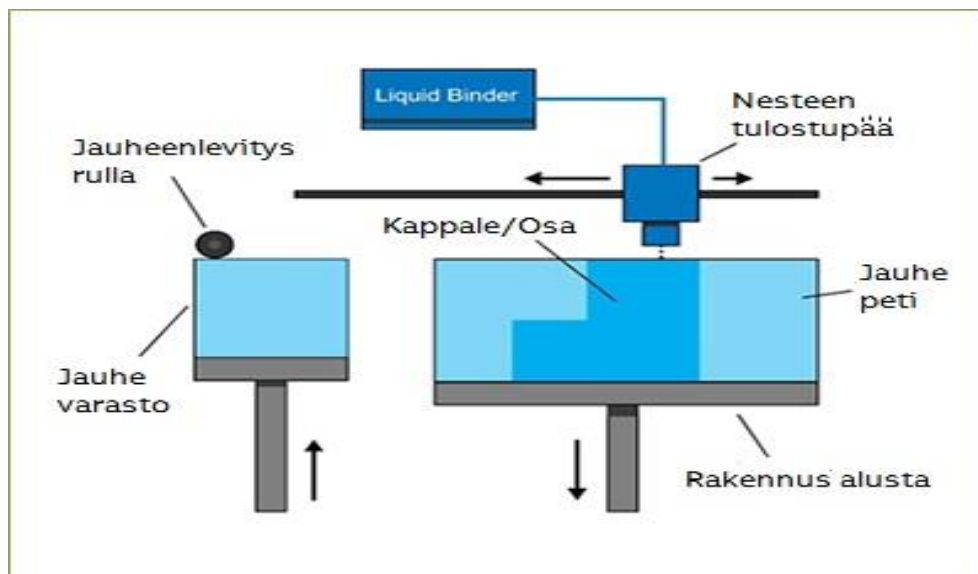 Liquid Binder
Nesteen
tulostupää
Jauheenlevitys
rulla
Kappale/Osa
Jauhe
peti
Jauhe
varasto
Rakennus alusta